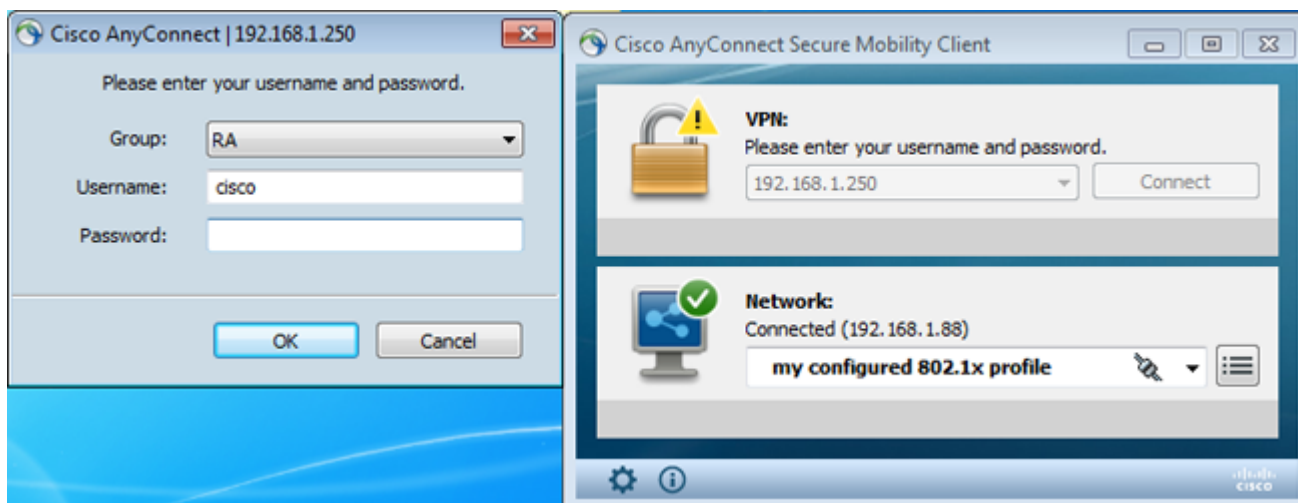 Cisco AnyConnect | 192.168.1.250
Please enter your username and password.
Group:
RA
Username:
cisco
Password:
OK
Cancel
Cisco AnyConnect Secure Mobility Client
VPN:
Please enter your username and password.
192.168.1.250
Connect
Network:
Connected (192.168.1.88)
my configured 802.1x profile
CISCO